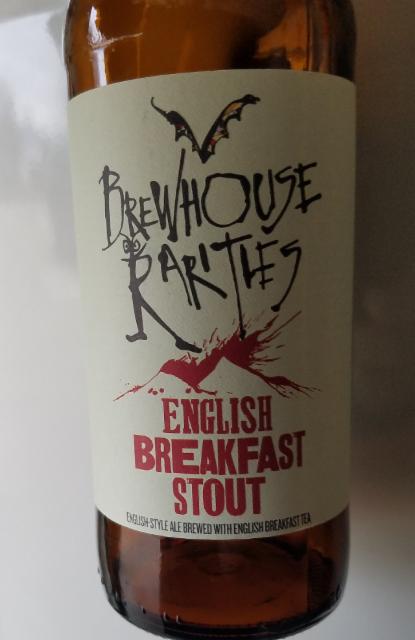 BREWHOUSE
RARITIES
ENGLISH
BREAKFAST
STOUT
ENGLISH-STYLE ALE BREWED WITH ENGLISH BREAKFAST TEA